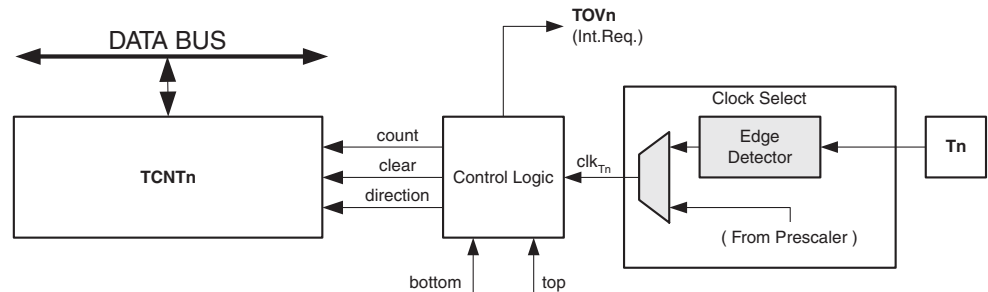 TOVn
(Int.Req.)
DATA BUS
Clock Select
count
Edge
Detector
Tn
TCNTn
clear
Control Logic
clkTn
direction
( From Prescaler )
bottom
top